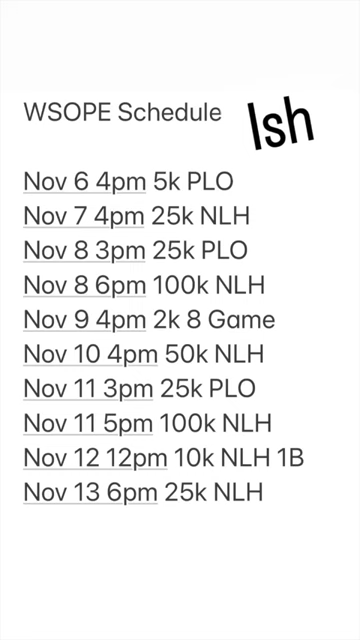 WSOPE Schedule Ish
Nov 6 4pm 5k PLO
Nov 7 4pm 25k NLH
Nov 8 3pm 25k PLO
Nov 8 6pm 100k NLH
Nov 9 4pm 2k 8 Game
Nov 10 4pm 50k NLH
Nov 11 3pm 25k PLO
Nov 11 5pm 100k NLH
Nov 12 12pm 10k NLH 1B
Nov 13 6pm 25k NLH